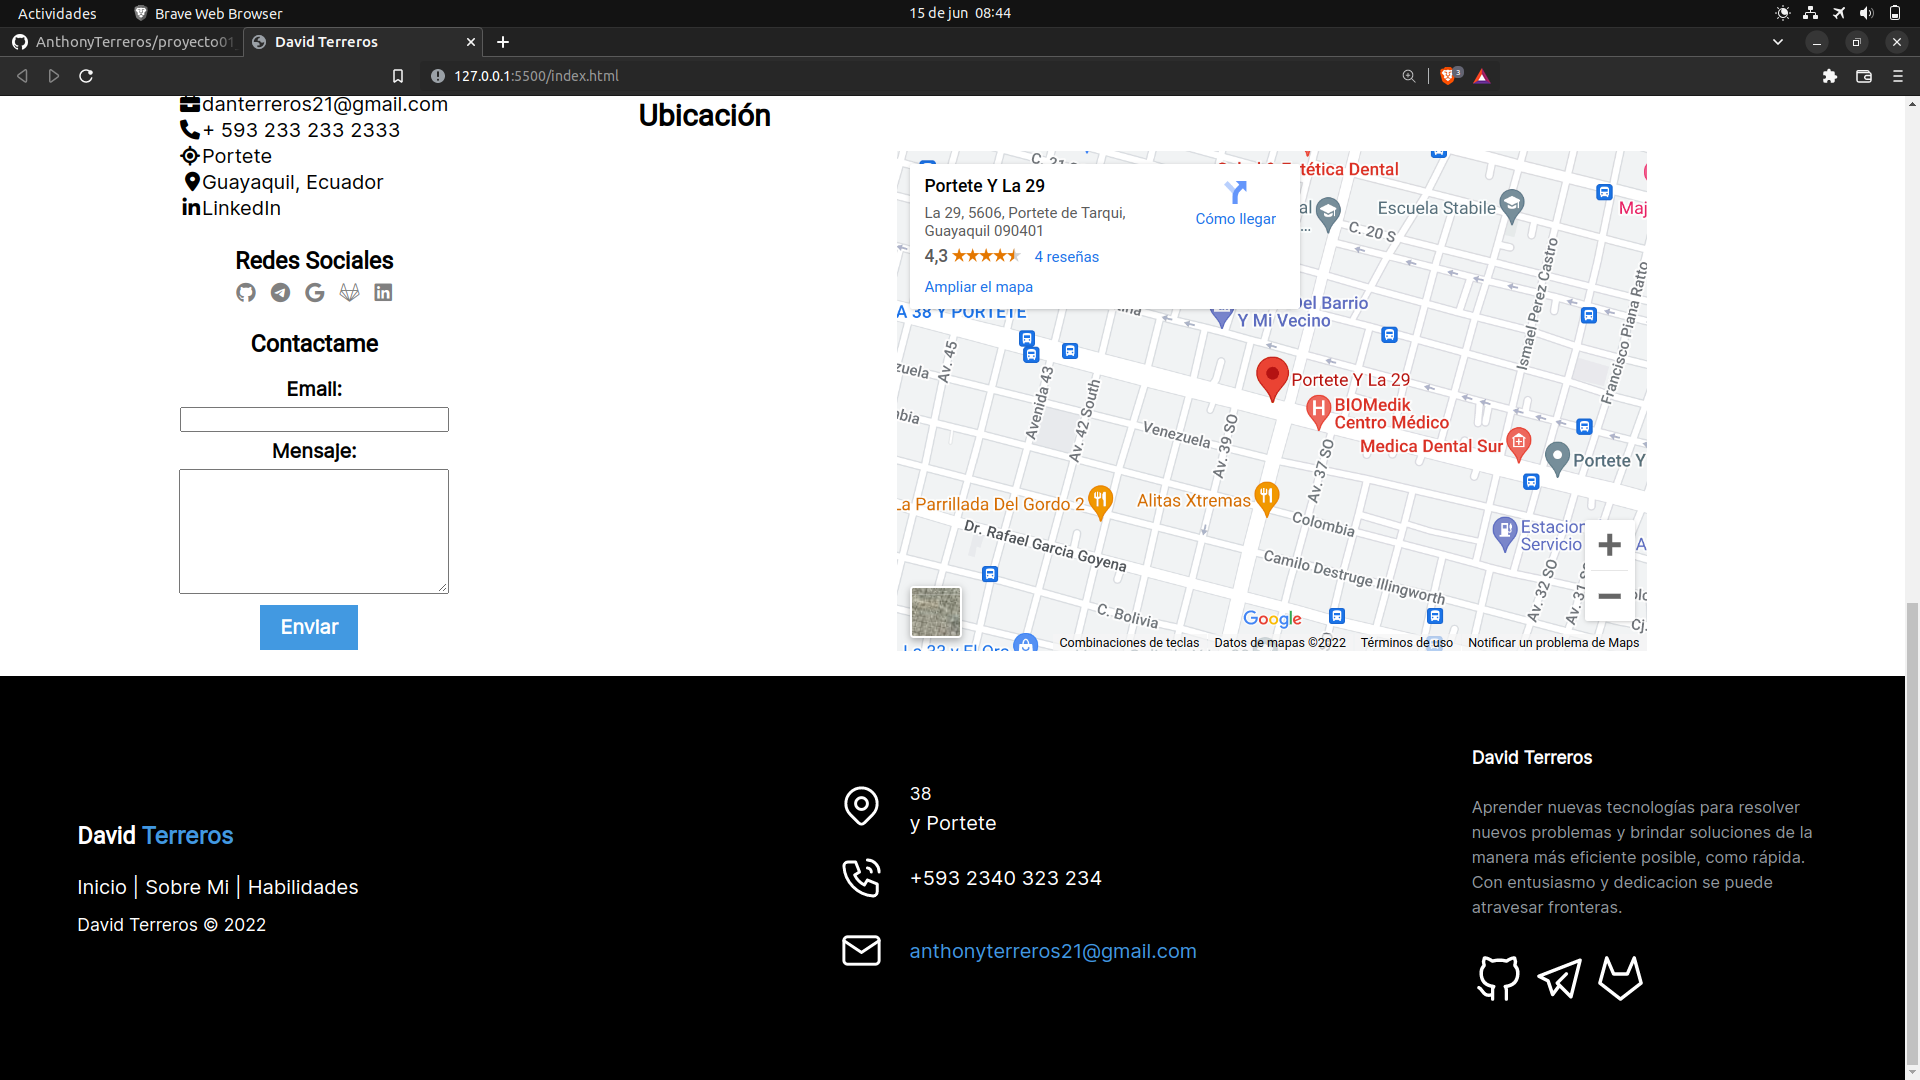 Actividades
Brave Web Browser
15 de jun 08:44
AnthonyTerreros/proyecto01
David Terreros
127.0.0.1:5500/index.html
3
danterreros21@gmail.com
+ 593 233 233 2333
Portete
Guayaquil, Ecuador
LinkedIn
Redes Sociales
Contactame
Email:
Mensaje:
Enviar
Ubicación
Portete Y La 29
La 29, 5606, Portete de Tarqui,
Guayaquil 090401
4,3
4 reseñas
Ampliar el mapa
Cómo llegar
C. 21 S
Dental
Escuela Stabile
Maj
C. 20 S
Ismael Perez Castro
Francisco Piana Ratto
Del Barrio
Y Mi Vecino
A 38 Y PORTETE
Av. 45
Avenida 43
Av. 42 South
Portete Y La 29
BIOMedik
Centro Médico
Medica Dental Sur
Portete Y
Venezuela
Av. 39 SO
Av. 37 SO
La Parrillada Del Gordo 2
Alitas Xtremas
Colombia
Estacion
Servicio
Dr. Rafael Garcia Goyena
Camilo Destruge Illingworth
Av. 32 SO
Av. 31
C. Bolivia
Google
Combinaciones de teclas
Datos de mapas ©2022
Términos de uso
Notificar un problema de Maps
David Terreros
Inicio | Sobre Mi | Habilidades
David Terreros © 2022
38
y Portete
+593 2340 323 234
anthonyterreros21@gmail.com
David Terreros
Aprender nuevas tecnologías para resolver
nuevos problemas y brindar soluciones de la
manera más eficiente posible, como rápida.
Con entusiasmo y dedicacion se puede
atravesar fronteras.